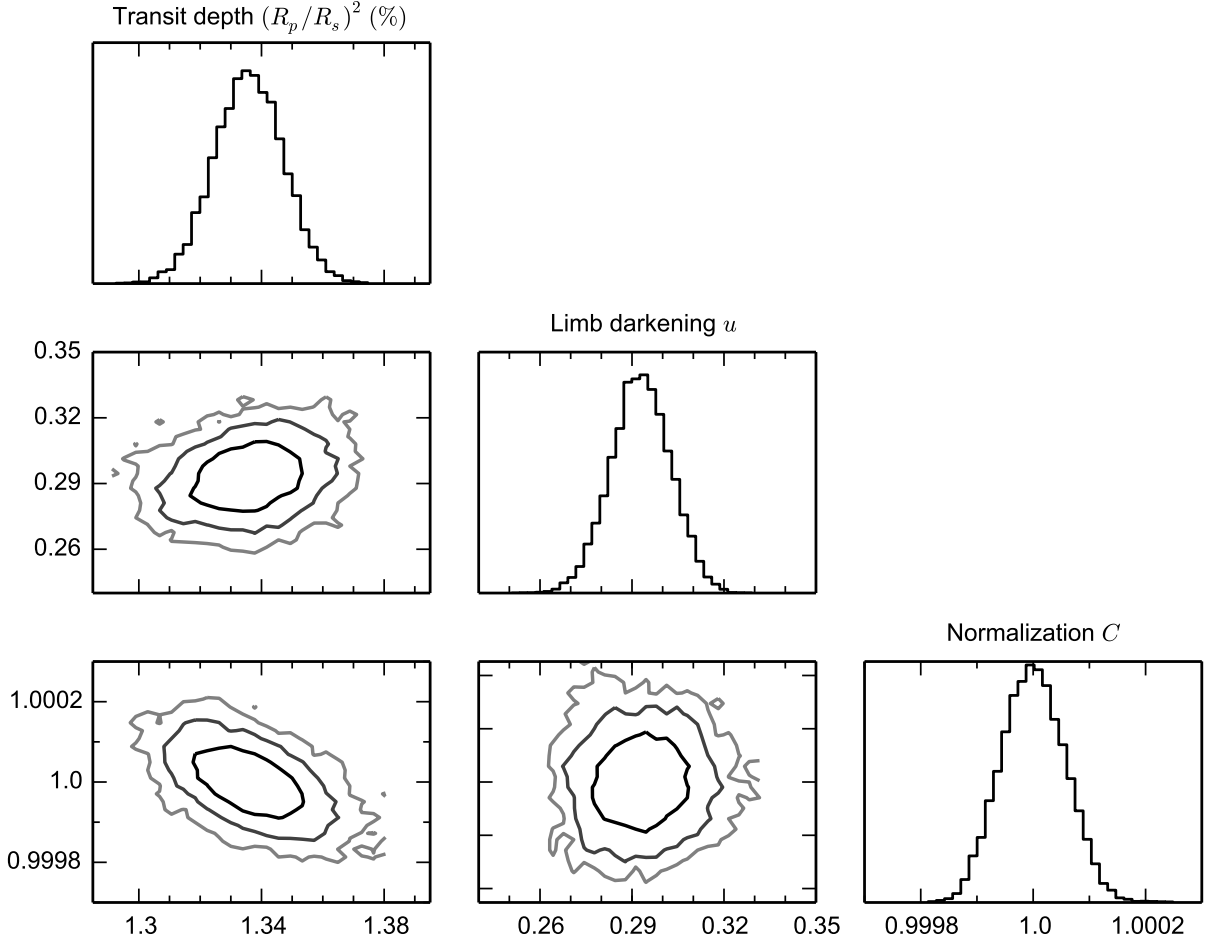 Transit depth (R_p/R_s)^2 (%)
0.35
Limb darkening u
0.32
0.29
0.26
Normalization C
1.0002
1.0
0.9998
1.3 1.34 1.38 0.26 0.29 0.32 0.35 0.9998 1.0 1.0002